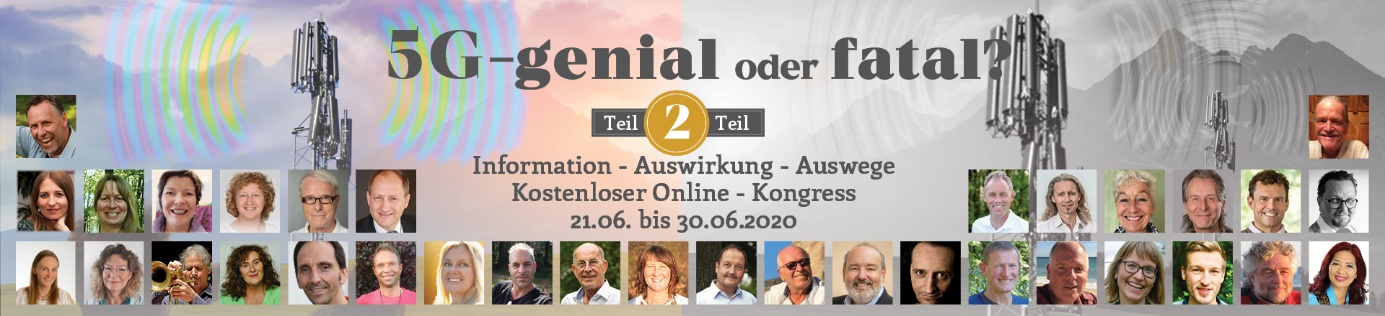 5G-genial oder fatal?
Teil 2 Teil
Information - Auswirkung - Auswege
Kostenloser Online - Kongress
21.06. bis 30.06.2020